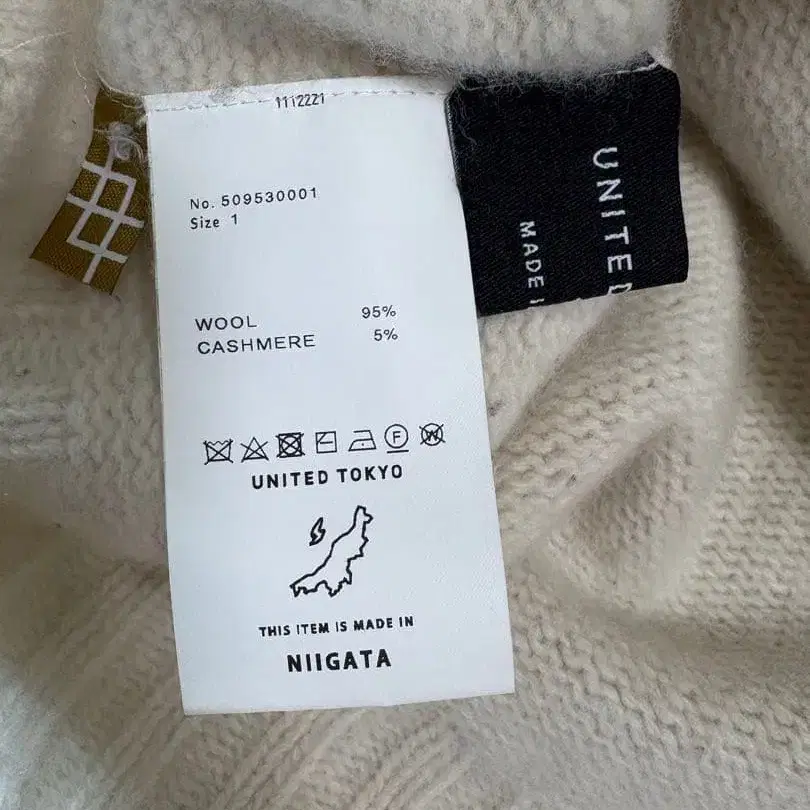 1112221
No. 509530001
Size 1
WOOL 95%
CASHMERE 5%
F
W
UNITED TOKYO
THIS ITEM IS MADE IN
NIIGATA
UNITED
MADE